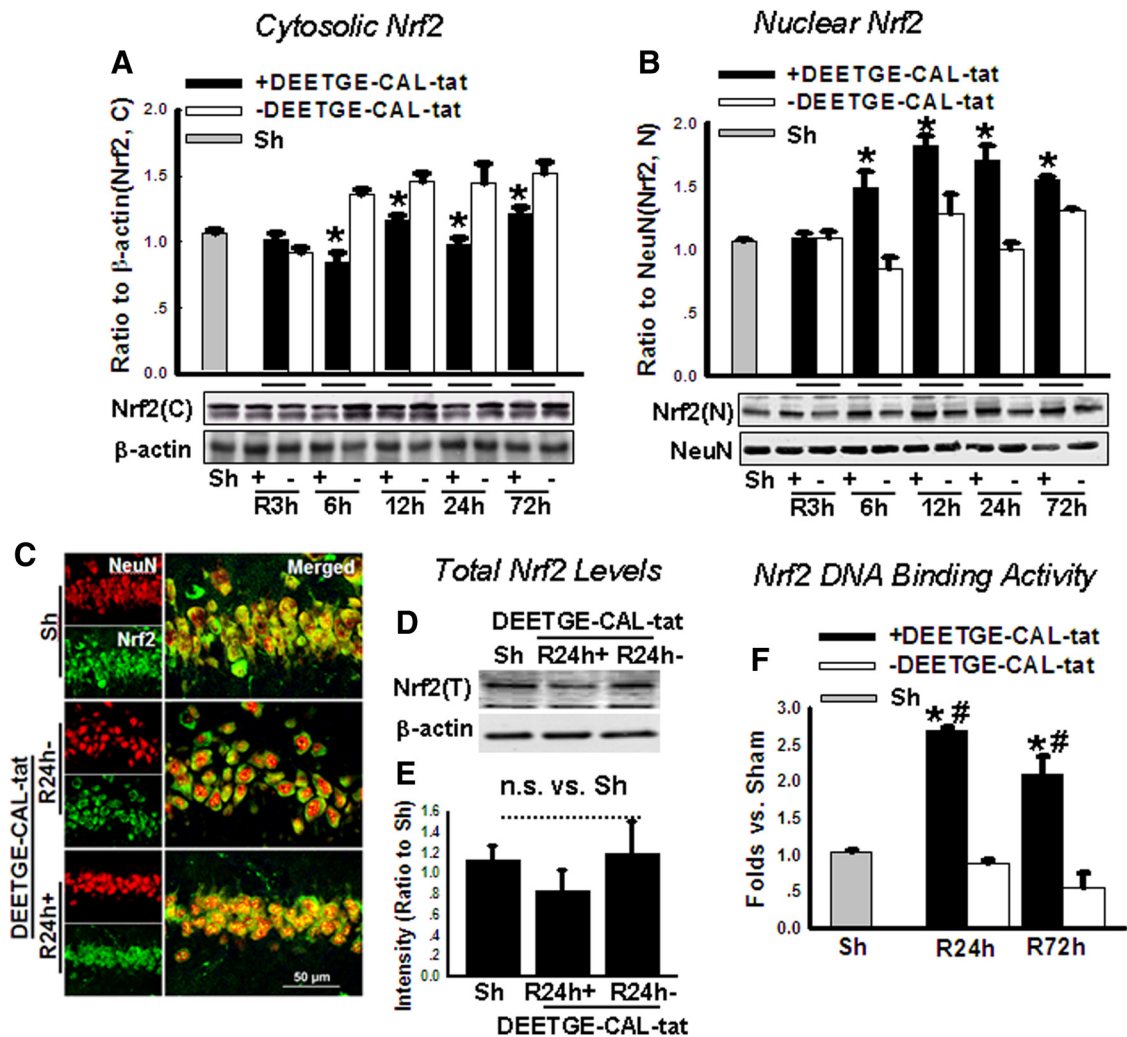 Cytosolic Nrf2
A
+DEETGE-CAL-tat
-DEETGE-CAL-tat
Sh
Ratio to β-actin(Nrf2, C)
2.0
1.5
1.0
.5
0.0
* * * *
Nrf2(C)
β-actin
Sh + - + - + - + - + -
R3h 6h 12h 24h 72h
Nuclear Nrf2
B
+DEETGE-CAL-tat
-DEETGE-CAL-tat
Sh
Ratio to NeuN(Nrf2, N)
2.0
1.5
1.0
.5
0.0
* * * *
Nrf2(N)
NeuN
Sh + - + - + - + - + -
R3h 6h 12h 24h 72h
C
NeuN
Merged
Nrf2
Sh
DEETGE-CAL-tat
R24h-
R24h+
50 µm
Total Nrf2 Levels
D
DEETGE-CAL-tat
Sh R24h+ R24h-
Nrf2(T)
β-actin
E
n.s. vs. Sh
Intensity (Ratio to Sh)
1.6
1.4
1.2
1.0
.8
.6
.4
.2
0.0
Sh R24h+ R24h-
DEETGE-CAL-tat
Nrf2 DNA Binding Activity
F
+DEETGE-CAL-tat
-DEETGE-CAL-tat
Sh
Folds vs. Sham
3.0
2.5
2.0
1.0
.5
0.0
*# *#
Sh R24h R72h